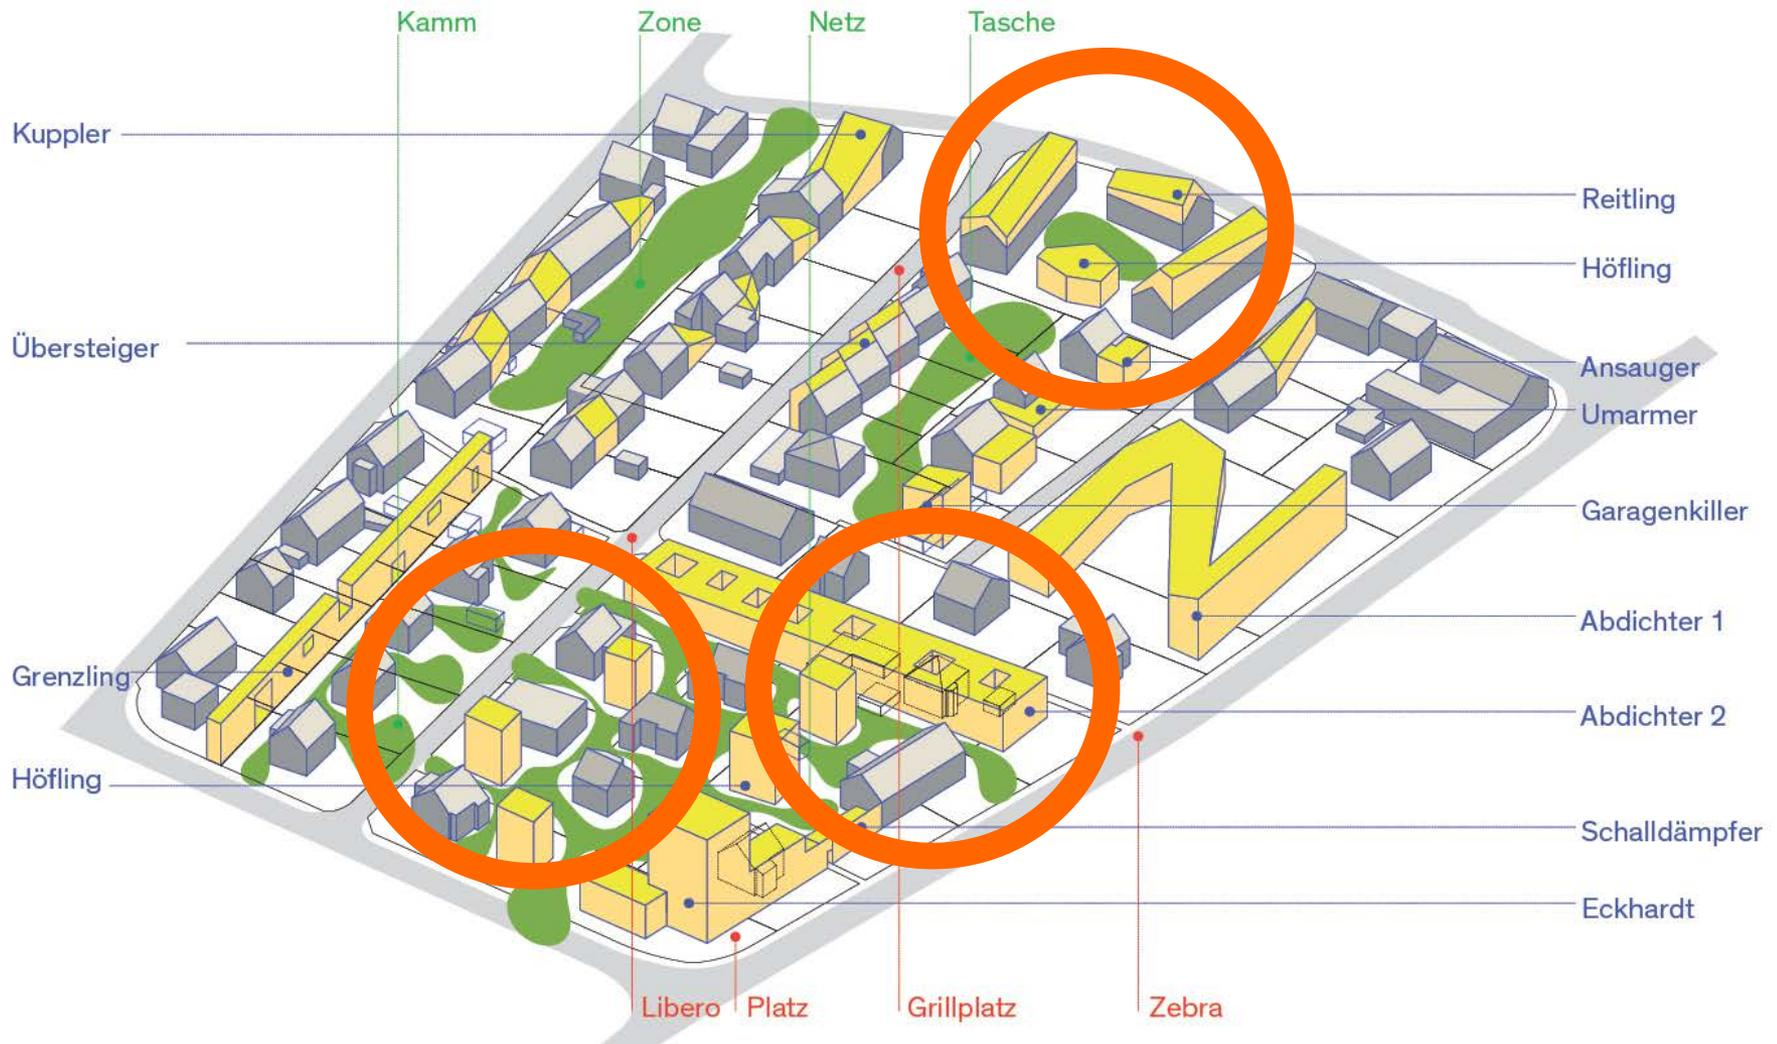 Kamm Zone Netz Tasche
Kuppler
Reitling
Höfling
Übersteiger
Ansauger
Umarmer
Garagenkiller
Abdichter 1
Grenzling
Abdichter 2
Höfling
Schalldämpfer
Eckhardt
Libero Platz Grillplatz Zebra